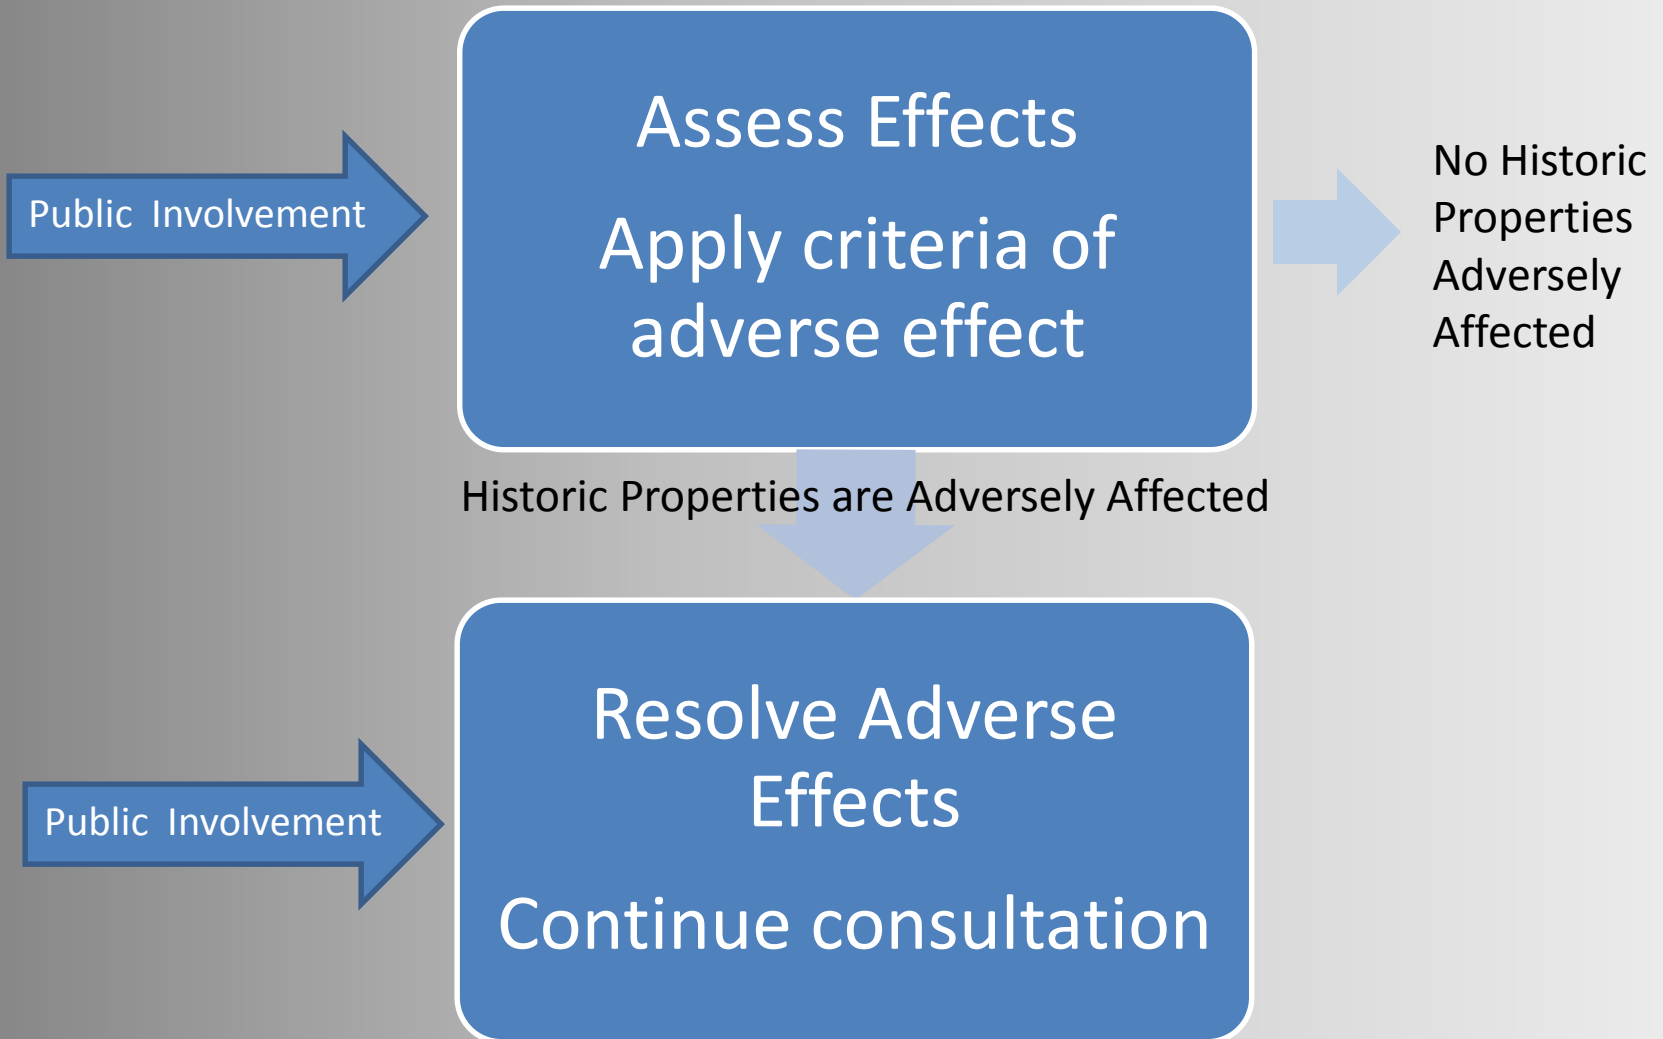 Assess Effects
Apply criteria of
adverse effect
Public  Involvement
No Historic
Properties
Adversely
Affected
Historic Properties are Adversely Affected
Resolve Adverse
Effects
Continue consultation
Public  Involvement